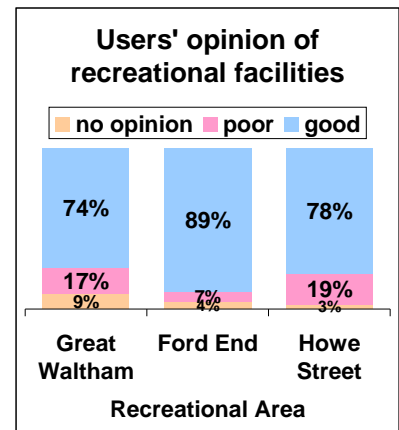 Users' opinion of
recreational facilities
no opinion poor good
74% 89% 78%
17% 7% 19%
9% 4% 3%
Great Ford End Howe
Waltham Street
Recreational Area